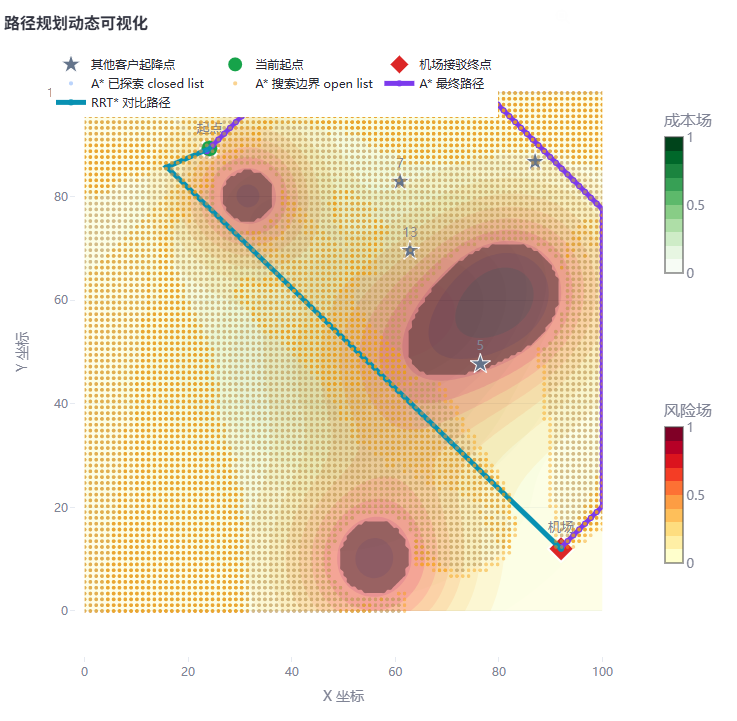 路径规划动态可视化
其他客户起降点
当前起点
机场接驳终点
A* 已探索 closed list
A* 搜索边界 open list
A* 最终路径
RRT* 对比路径
1
80
60
40
20
0
0
20
40
60
80
100
X 坐标
Y 坐标
起点
7
13
5
机场
成本场
1
0.5
0
风险场
1
0.5
0